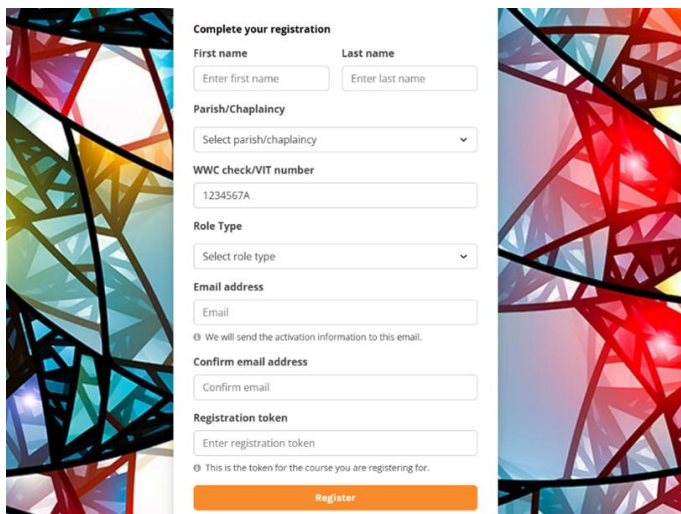 Complete your registration
First name Last name
Enter first name Enter last name
Parish/Chaplaincy
Select parish/chaplaincy
WWC check/VIT number
1234567A
Role Type
Select role type
Email address
Email
We will send the activation information to this email.
Confirm email address
Confirm email
Registration token
Enter registration token
This is the token for the course you are registering for.
Register